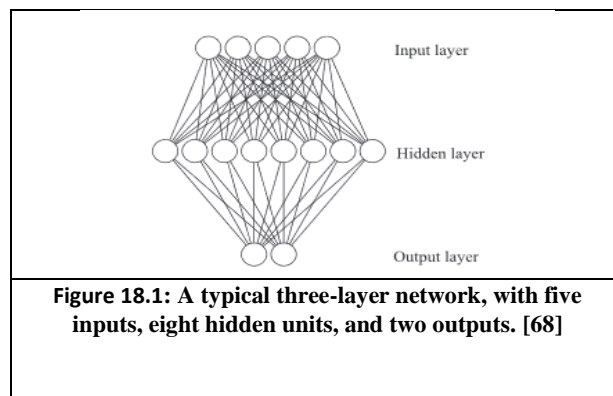 Input layer
Hidden layer
Output layer
Figure 18.1: A typical three-layer network, with five
inputs, eight hidden units, and two outputs. [68]